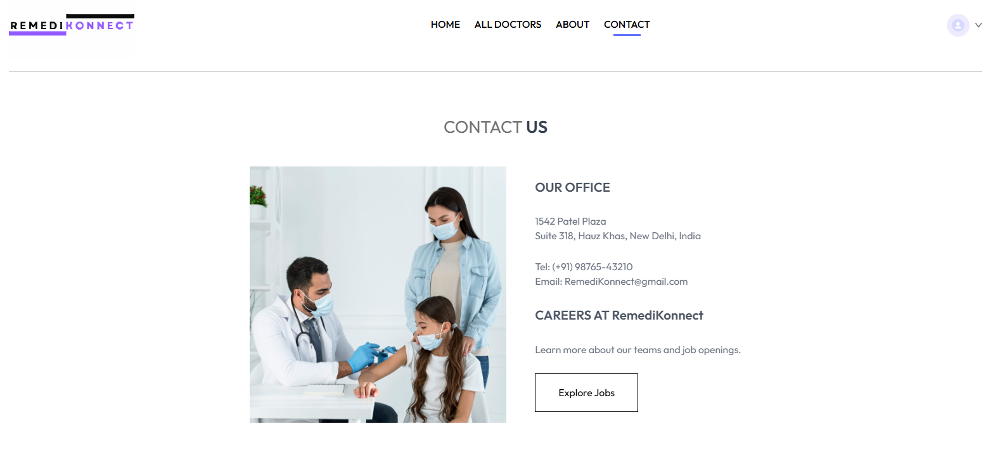 REMEDIKONNECT
HOME ALL DOCTORS ABOUT CONTACT
CONTACT US
OUR OFFICE
1542 Patel Plaza
Suite 318, Hauz Khas, New Delhi, India
Tel: (+91) 98765-43210
Email: RemediKonnect@gmail.com
CAREERS AT RemediKonnect
Learn more about our teams and job openings.
Explore Jobs